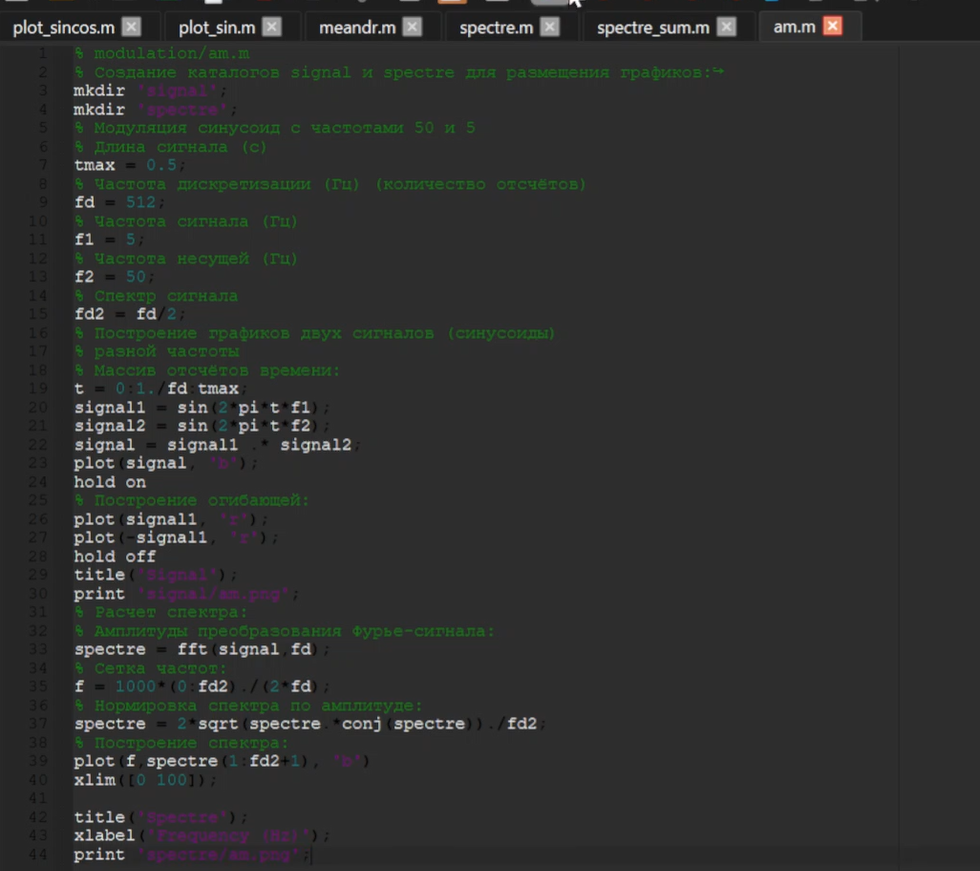 plot_sincos.m plot_sin.m meandr.m spectre.m spectre_sum.m am.m
1 % modulation/am.m
2 % Создание каталогов signal и spectre для размещения графиков:↪
3 mkdir 'signal';
4 mkdir 'spectre';
5 % Модуляция синусоид с частотами 50 и 5
6 % Длина сигнала (с)
7 tmax = 0.5;
8 % Частота дискретизации (Гц) (количество отсчётов)
9 fd = 512;
10 % Частота сигнала (Гц)
11 f1 = 5;
12 % Частота несущей (Гц)
13 f2 = 50;
14 % Спектр сигнала
15 fd2 = fd/2;
16 % Построение графиков двух сигналов (синусоиды)
17 % разной частоты
18 % Массив отсчётов времени:
19 t = 0:1./fd:tmax;
20 signal1 = sin(2*pi*t*f1);
21 signal2 = sin(2*pi*t*f2);
22 signal = signal1 .* signal2;
23 plot(signal, 'b');
24 hold on
25 % Построение огибающей:
26 plot(signal1, 'r');
27 plot(-signal1, 'r');
28 hold off
29 title('Signal');
30 print 'signal/am.png';
31 % Расчет спектра:
32 % Амплитуды преобразования Фурье-сигнала:
33 spectre = fft(signal,fd);
34 % Сетка частот:
35 f = 1000*(0:fd2)./(2*fd);
36 % Нормировка спектра по амплитуде:
37 spectre = 2*sqrt(spectre.*conj(spectre))./fd2;
38 % Построение спектра:
39 plot(f,spectre(1:fd2+1), 'b')
40 xlim([0 100]);
41
42 title('Spectre');
43 xlabel('Frequency (Hz)');
44 print 'spectre/am.png';